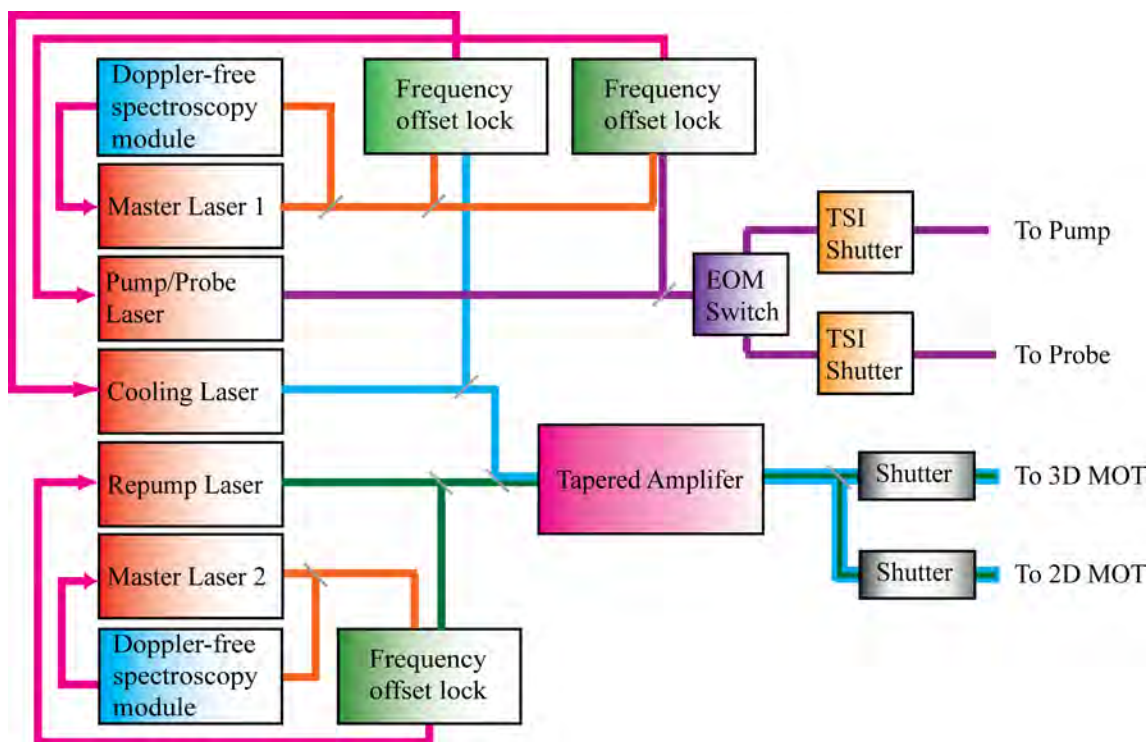 Doppler-free
spectroscopy
module
Frequency
offset lock
Frequency
offset lock
Master Laser 1
TSI
Shutter
To Pump
Pump/Probe
Laser
EOM
Switch
TSI
Shutter
To Probe
Cooling Laser
Repump Laser
Tapered Amplifer
Shutter
To 3D MOT
Master Laser 2
Shutter
To 2D MOT
Doppler-free
spectroscopy
module
Frequency
offset lock